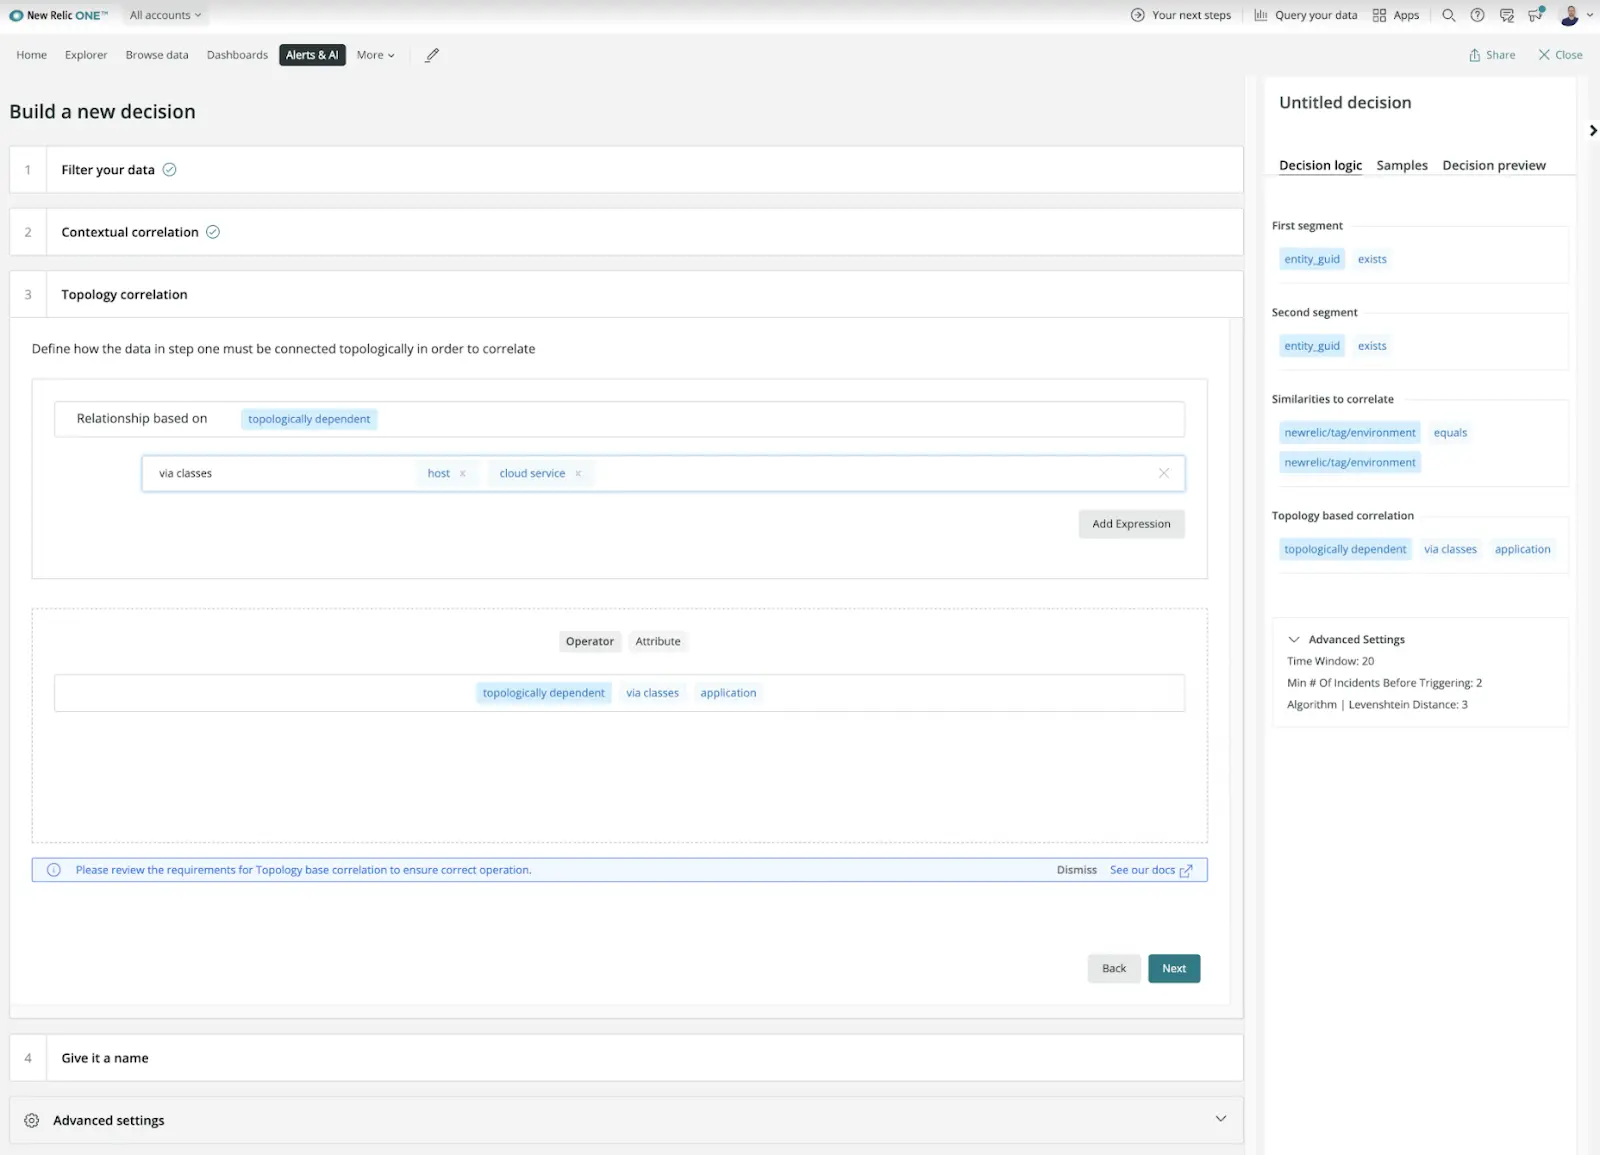 New Relic ONE™ All accounts Your next steps Query your data Apps
Home Explorer Browse data Dashboards Alerts & AI More Share Close
Build a new decision
1 Filter your data
2 Contextual correlation
3 Topology correlation
Define how the data in step one must be connected topologically in order to correlate
Relationship based on topologically dependent
via classes host × cloud service ×
Add Expression
Operator Attribute
topologically dependent via classes application
Please review the requirements for Topology base correlation to ensure correct operation. Dismiss See our docs
Back Next
4 Give it a name
Advanced settings
Untitled decision
Decision logic Samples Decision preview
First segment
entity_guid exists
Second segment
entity_guid exists
Similarities to correlate
newrelic/tag/environment equals
newrelic/tag/environment
Topology based correlation
topologically dependent via classes application
Advanced Settings
Time Window: 20
Min # Of Incidents Before Triggering: 2
Algorithm | Levenshtein Distance: 3